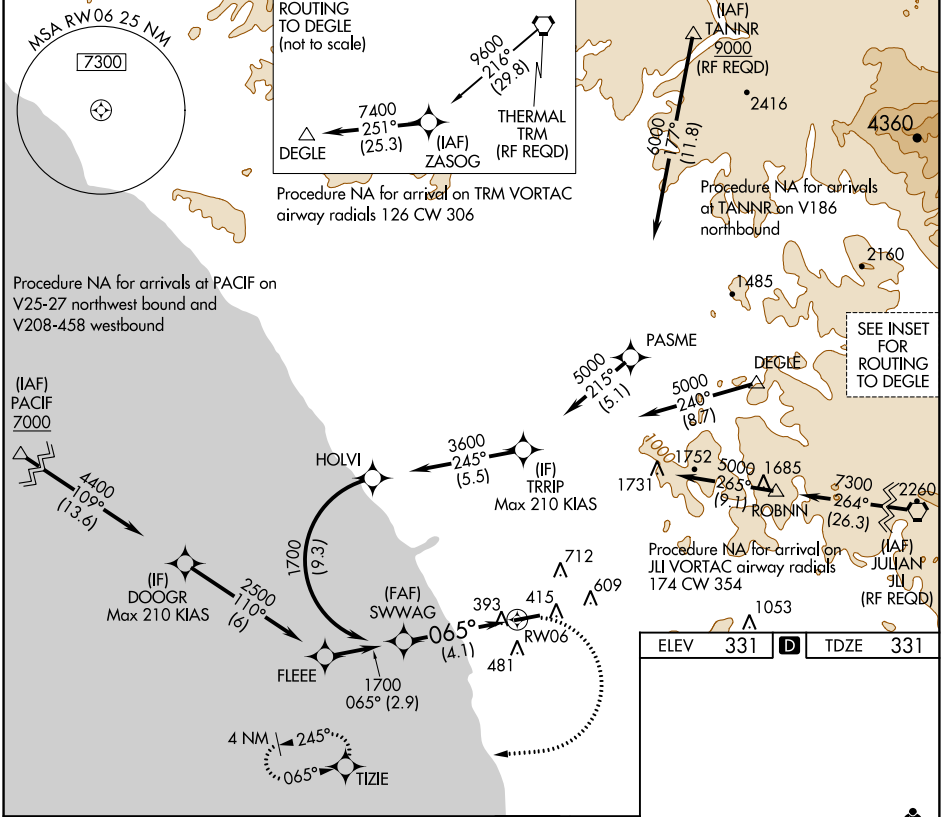 MSA RW 06 25 NM
7300
ROUTING
TO DEGLE
(not to scale)
9600
216°
(29.8)
7400
251°
(25.3)
DEGLE
(IAF)
ZASOG
THERMAL
TRM
(RF REQD)
Procedure NA for arrival on TRM VORTAC
airway radials 126 CW 306
(IAF)
TANNR
9000
(RF REQD)
2416
4360
6000
177°
(11.8)
Procedure NA for arrivals
at TANNR on V186
northbound
2160
1485
Procedure NA for arrivals at PACIF on
V25-27 northwest bound and
V208-458 westbound
SEE INSET
FOR
ROUTING
TO DEGLE
PASME
5000
215°
(5.1)
DEGLE
5000
240°
(8.7)
(IAF)
PACIF
7000
4400
109°
(13.6)
HOLVI
3600
245°
(5.5)
(IF)
TRRIP
Max 210 KIAS
1000
1752
1731
5000
265°
(9.1)
1685
ROBNN
7300
264°
(26.3)
2260
(IAF)
JULIAN
JLI
(RF REQD)
Procedure NA for arrival on
JLI VORTAC airway radials
174 CW 354
1700
(9.3)
(IF)
DOOGR
Max 210 KIAS
2500
110°
(6)
(FAF)
SWWAG
065°
(4.1)
393
415
712
609
RW06
481
1053
FLEEE
1700
065° (2.9)
4 NM
245°
065°
TIZIE
ELEV 331 D TDZE 331